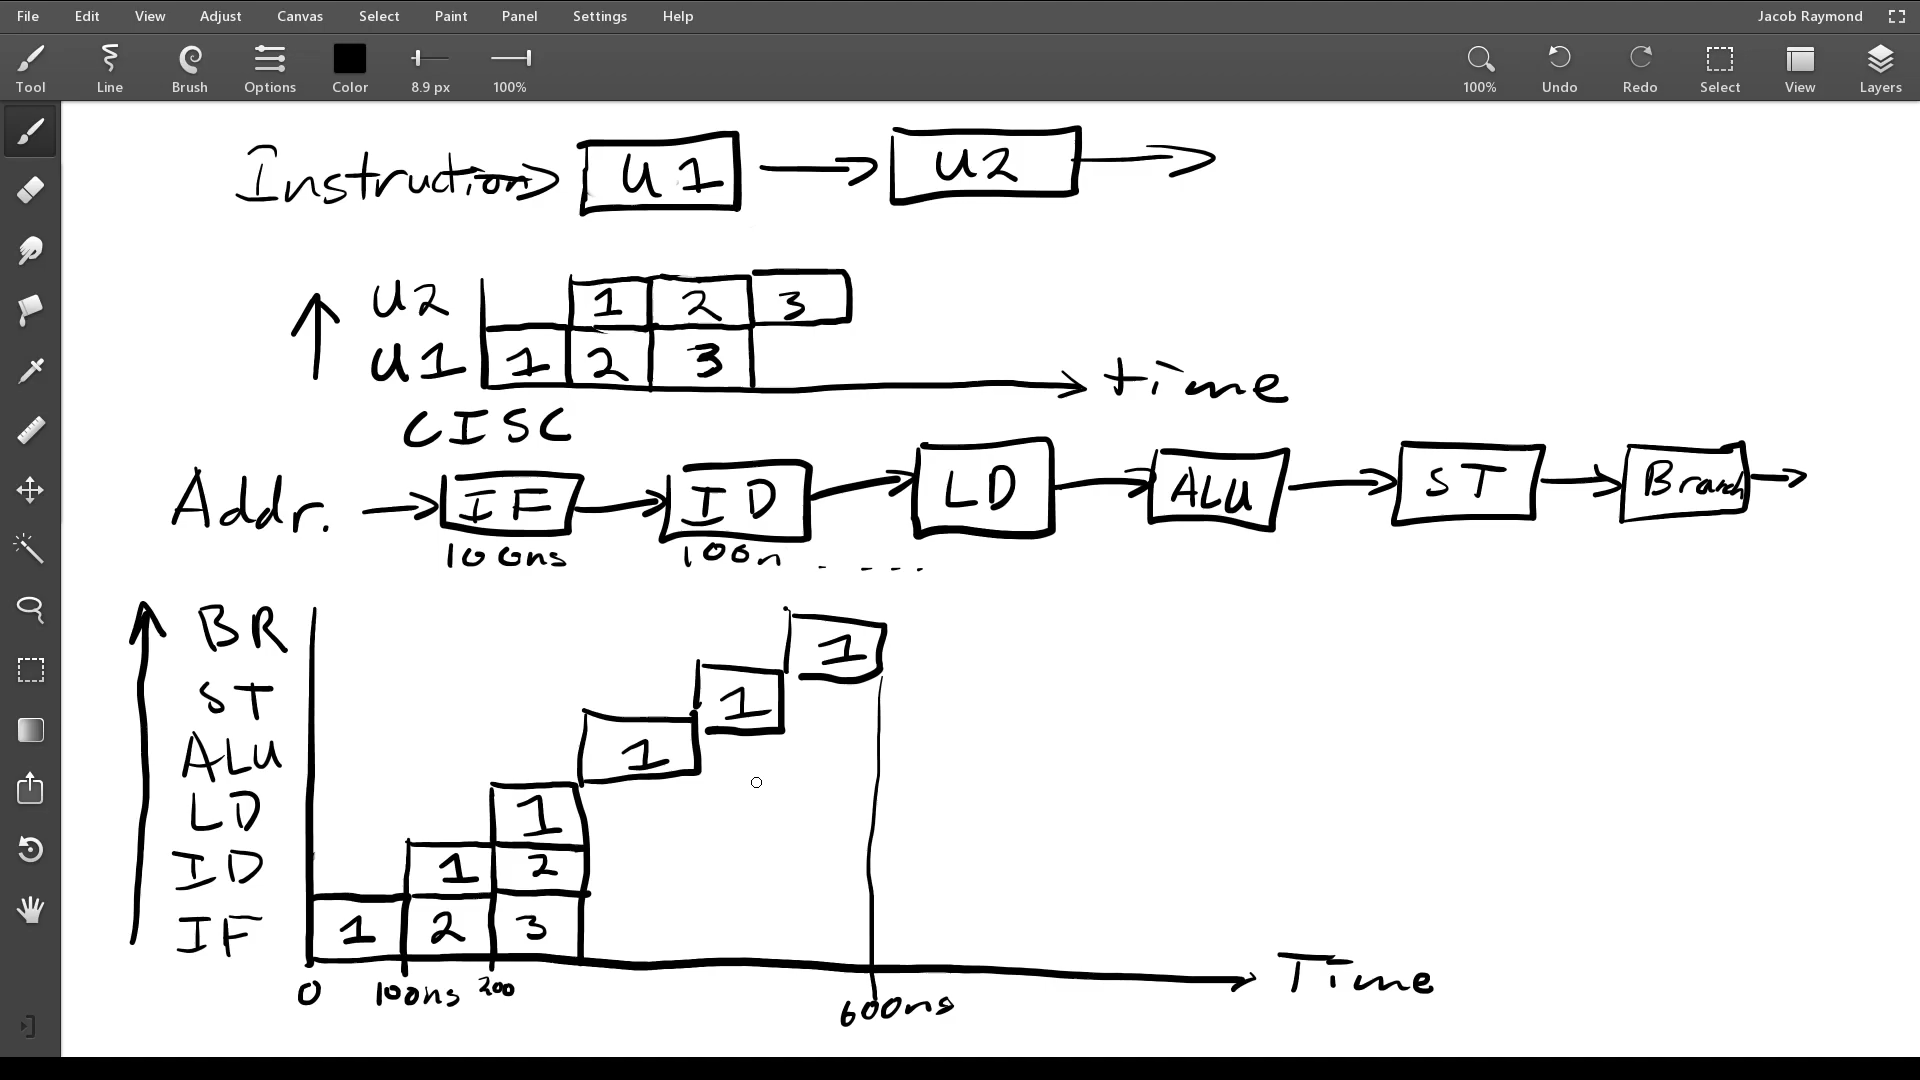 File Edit View Adjust Canvas Select Paint Panel Settings Help Jacob Raymond
Tool Line Brush Options Color 8.9 px 100% 100% Undo Redo Select View Layers
Instruction U1 U2
U2 1 2 3
U1 1 2 3
time
CISC
Addr. IF ID LD ALU ST Branch
100ns 100n
BR 1
ST 1
ALU 1
LD 1
ID 1 2
IF 1 2 3
Time
0 100ns 200 600ns